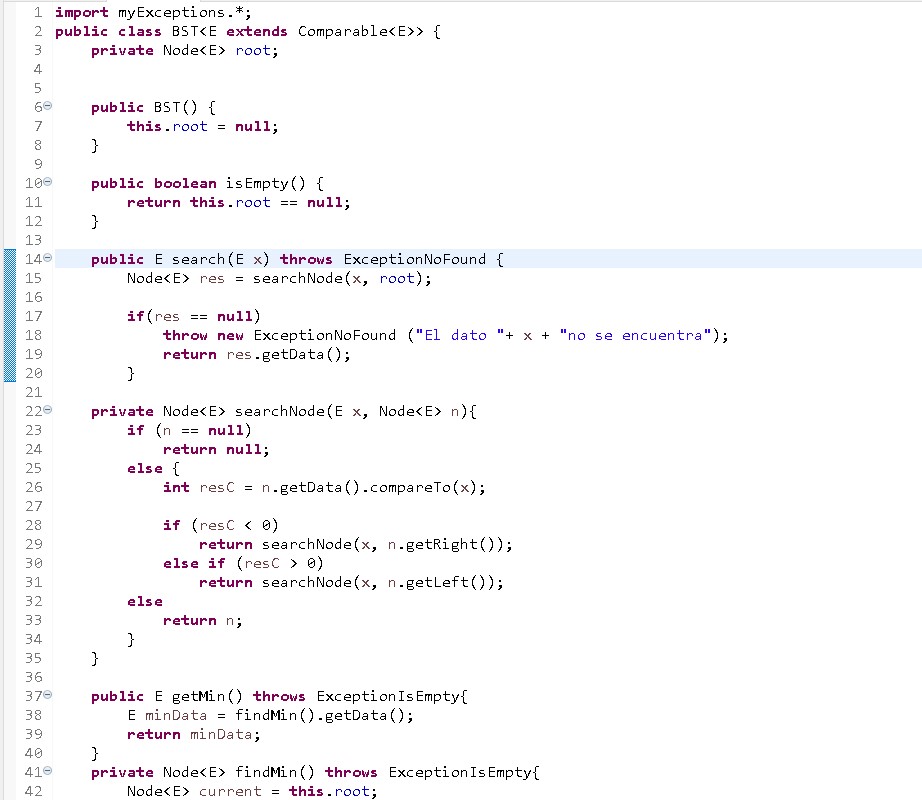 1 import myExceptions.*;
2 public class BST<E extends Comparable<E>> {
3     private Node<E> root;
4
5
6     public BST() {
7         this.root = null;
8     }
9
10     public boolean isEmpty() {
11         return this.root == null;
12     }
13
14     public E search(E x) throws ExceptionNoFound {
15         Node<E> res = searchNode(x, root);
16
17         if(res == null)
18             throw new ExceptionNoFound ("El dato "+ x + "no se encuentra");
19             return res.getData();
20         }
21
22     private Node<E> searchNode(E x, Node<E> n){
23         if (n == null)
24             return null;
25         else {
26             int resC = n.getData().compareTo(x);
27
28             if (resC < 0)
29                 return searchNode(x, n.getRight());
30             else if (resC > 0)
31                 return searchNode(x, n.getLeft());
32         else
33             return n;
34         }
35     }
36
37     public E getMin() throws ExceptionIsEmpty{
38         E minData = findMin().getData();
39         return minData;
40     }
41     private Node<E> findMin() throws ExceptionIsEmpty{
42         Node<E> current = this.root;